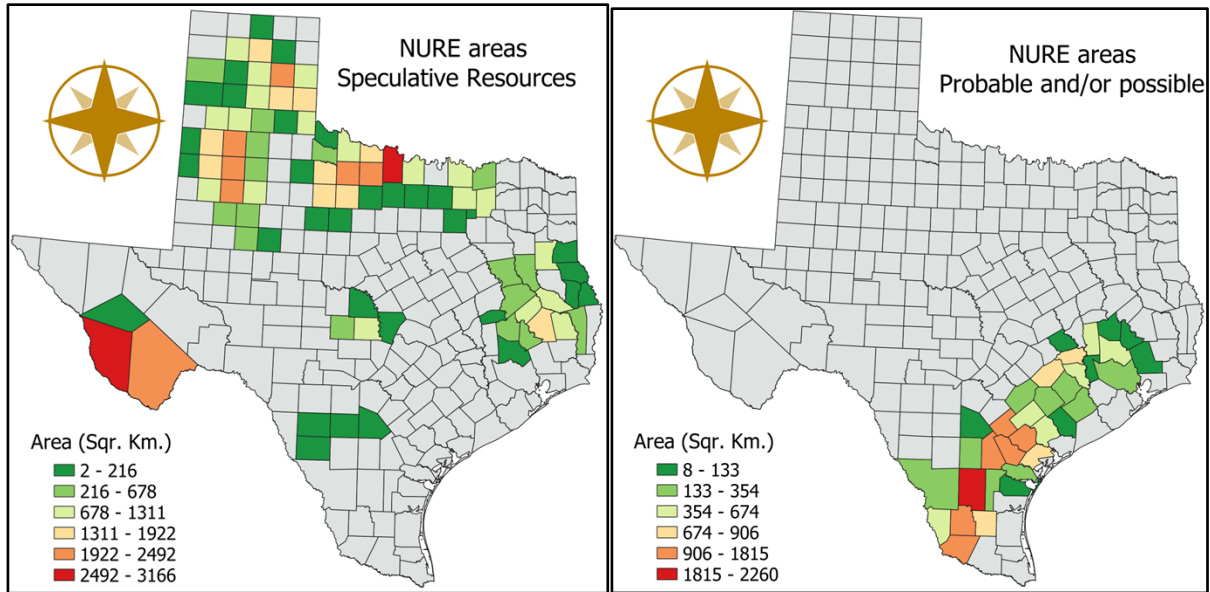 NURE areas
Speculative Resources
Area (Sqr. Km.)
2 - 216
216 - 678
678 - 1311
1311 - 1922
1922 - 2492
2492 - 3166
NURE areas
Probable and/or possible
Area (Sqr. Km.)
8 - 133
133 - 354
354 - 674
674 - 906
906 - 1815
1815 - 2260